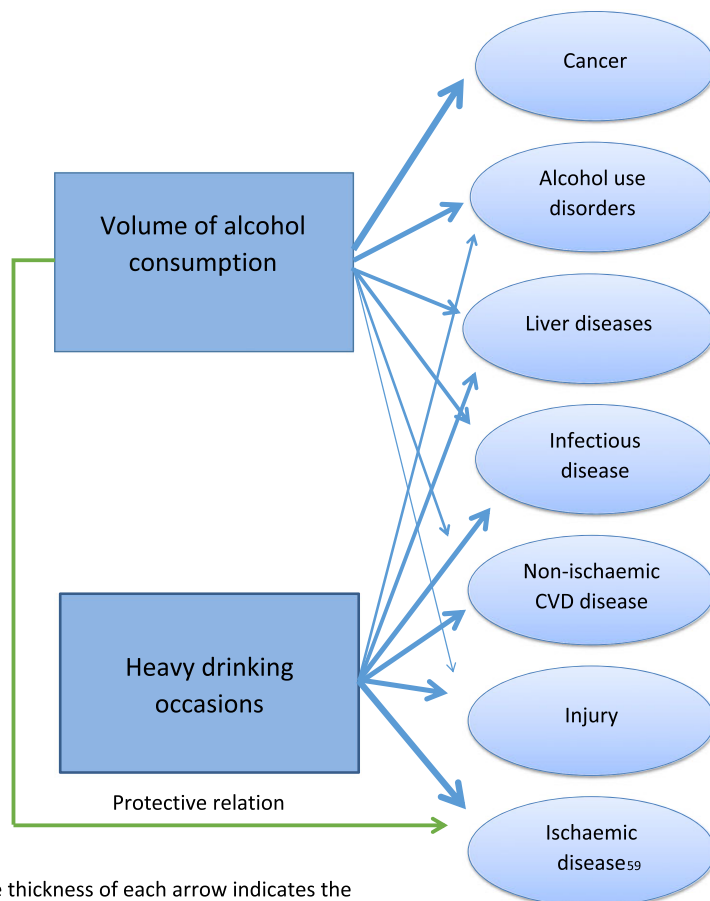 Cancer
Alcohol use
disorders
Volume of alcohol
consumption
Liver diseases
Infectious
disease
Non-ischaemic
CVD disease
Heavy drinking
occasions
Injury
Protective relation
Ischaemic
disease59
thickness of each arrow indicates the